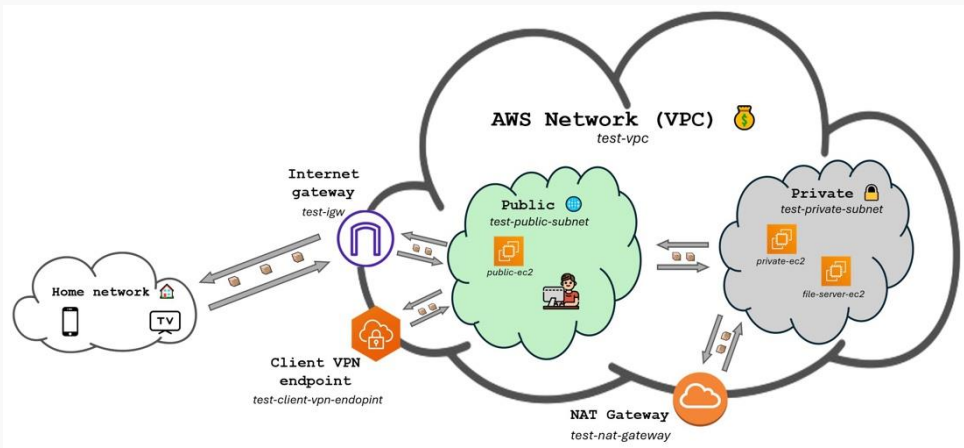 AWS Network (VPC)
test-vpc
Internet
gateway
test-igw
Public
test-public-subnet
public-ec2
Private
test-private-subnet
private-ec2
file-server-ec2
Home network
TV
Client VPN
endpoint
test-client-vpn-endopint
NAT Gateway
test-nat-gateway